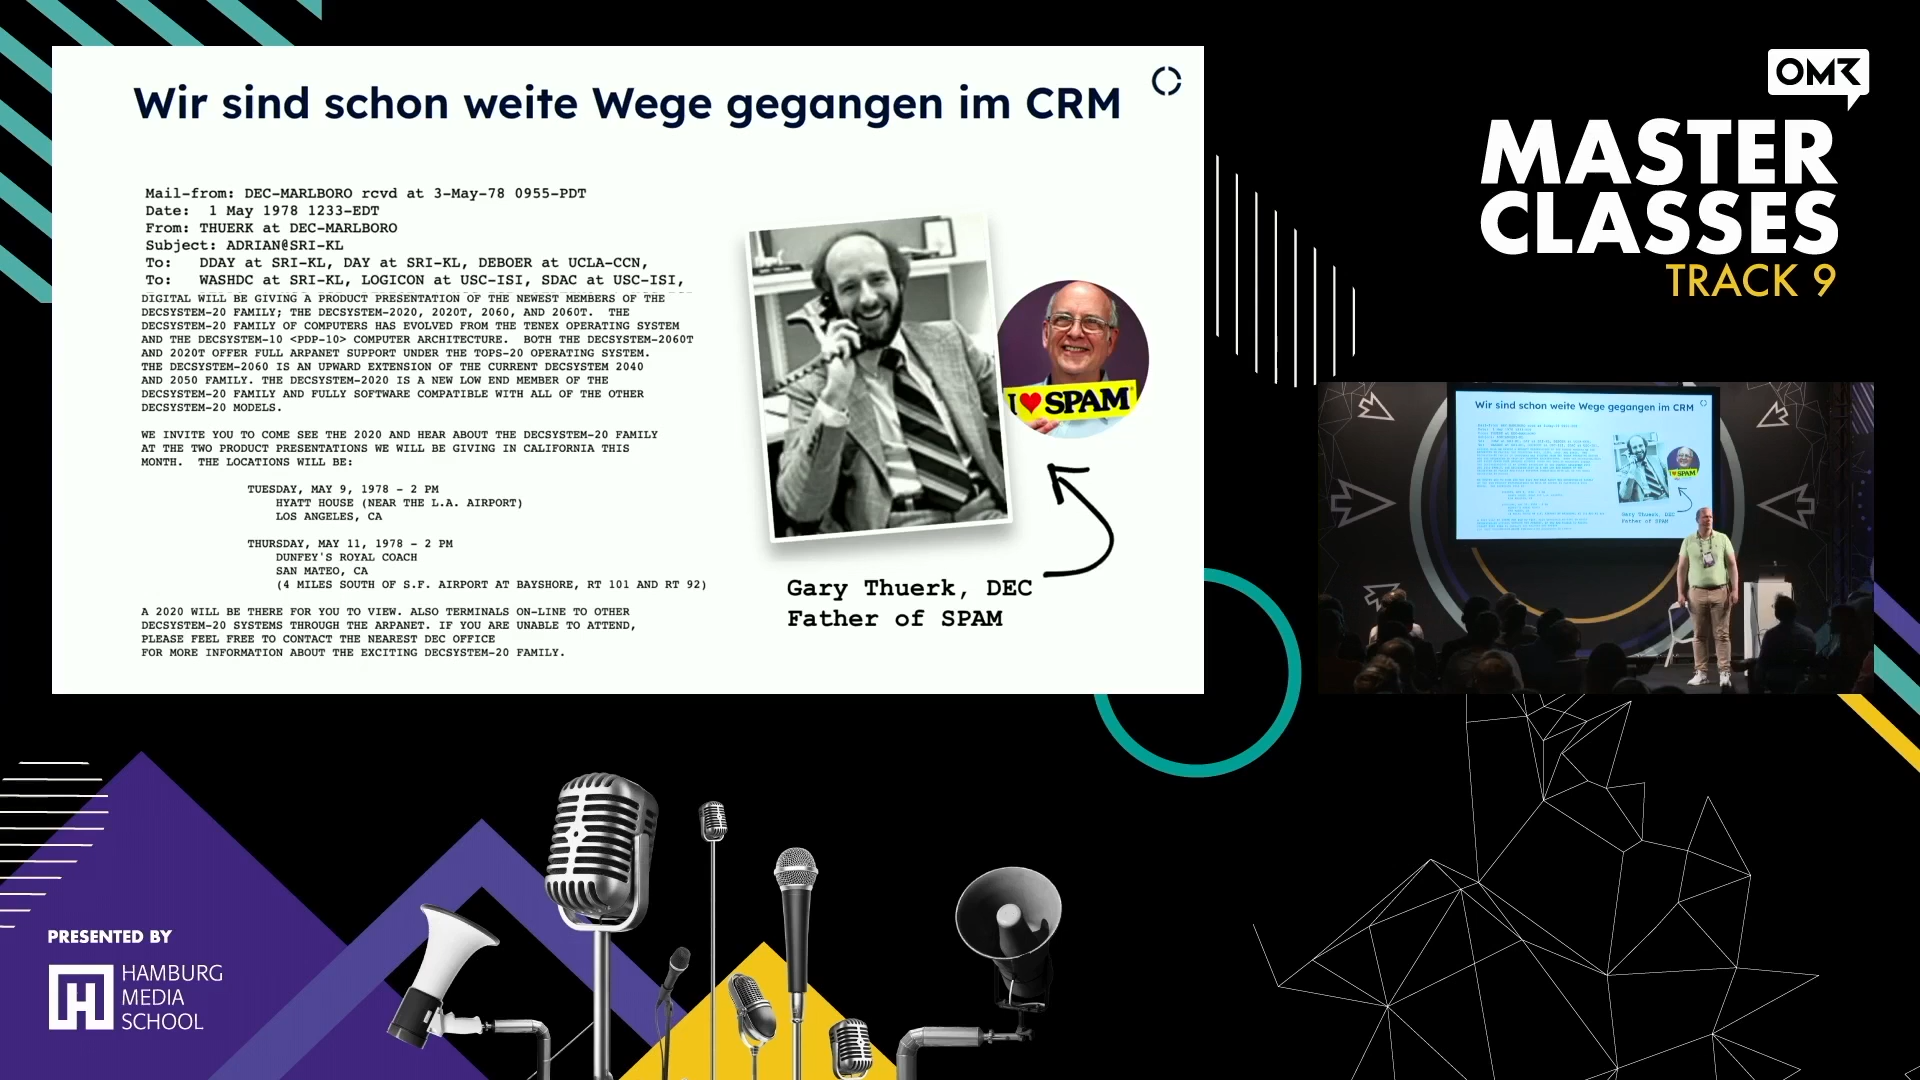 Wir sind schon weite Wege gegangen im CRM
Mail-from: DEC-MARLBORO rcvd at 3-May-78 0955-PDT
Date:  1 May 1978 1233-EDT
From: THUERK at DEC-MARLBORO
Subject: ADRIAN@SRI-KL
To:   DDAY at SRI-KL, DAY at SRI-KL, DEBOER at UCLA-CCN,
To:   WASHDC at SRI-KL, LOGICON at USC-ISI, SDAC at USC-ISI,
DIGITAL WILL BE GIVING A PRODUCT PRESENTATION OF THE NEWEST MEMBERS OF THE
DECSYSTEM-20 FAMILY; THE DECSYSTEM-2020, 2020T, 2060, AND 2060T.  THE
DECSYSTEM-20 FAMILY OF COMPUTERS HAS EVOLVED FROM THE TENEX OPERATING SYSTEM
AND THE DECSYSTEM-10 <PDP-10> COMPUTER ARCHITECTURE.  BOTH THE DECSYSTEM-2060T
AND 2020T OFFER FULL ARPANET SUPPORT UNDER THE TOPS-20 OPERATING SYSTEM.
THE DECSYSTEM-2060 IS AN UPWARD EXTENSION OF THE CURRENT DECSYSTEM 2040
AND 2050 FAMILY. THE DECSYSTEM-2020 IS A NEW LOW END MEMBER OF THE
DECSYSTEM-20 FAMILY AND FULLY SOFTWARE COMPATIBLE WITH ALL OF THE OTHER
DECSYSTEM-20 MODELS.
WE INVITE YOU TO COME SEE THE 2020 AND HEAR ABOUT THE DECSYSTEM-20 FAMILY
AT THE TWO PRODUCT PRESENTATIONS WE WILL BE GIVING IN CALIFORNIA THIS
MONTH.  THE LOCATIONS WILL BE:
TUESDAY, MAY 9, 1978 - 2 PM
HYATT HOUSE (NEAR THE L.A. AIRPORT)
LOS ANGELES, CA
THURSDAY, MAY 11, 1978 - 2 PM
DUNFEY'S ROYAL COACH
SAN MATEO, CA
(4 MILES SOUTH OF S.F. AIRPORT AT BAYSHORE, RT 101 AND RT 92)
A 2020 WILL BE THERE FOR YOU TO VIEW. ALSO TERMINALS ON-LINE TO OTHER
DECSYSTEM-20 SYSTEMS THROUGH THE ARPANET. IF YOU ARE UNABLE TO ATTEND,
PLEASE FEEL FREE TO CONTACT THE NEAREST DEC OFFICE
FOR MORE INFORMATION ABOUT THE EXCITING DECSYSTEM-20 FAMILY.
I ♥ SPAM
Gary Thuerk, DEC
Father of SPAM
OMR
MASTER
CLASSES
TRACK 9
Wir sind schon weite Wege gegangen im CRM
SPAM
Gary Thuerk, DEC
Father of SPAM
PRESENTED BY
HAMBURG
MEDIA
SCHOOL